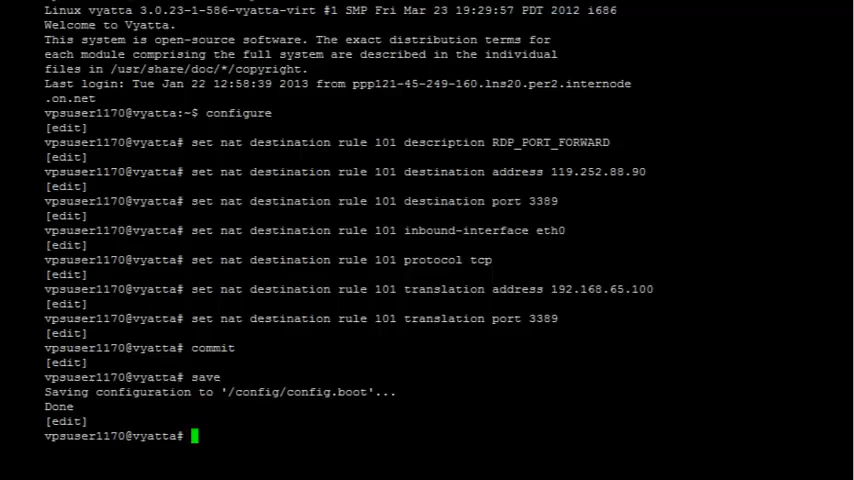 Linux vyatta 3.0.23-1-586-vyatta-virt #1 SMP Fri Mar 23 19:29:57 PDT 2012 i686
Welcome to Vyatta.
This system is open-source software. The exact distribution terms for
each module comprising the full system are described in the individual
files in /usr/share/doc/*/copyright.
Last login: Tue Jan 22 12:58:39 2013 from ppp121-45-249-160.lns20.per2.internode
.on.net
vpsuser1170@vyatta:~$ configure
[edit]
vpsuser1170@vyatta# set nat destination rule 101 description RDP_PORT_FORWARD
[edit]
vpsuser1170@vyatta# set nat destination rule 101 destination address 119.252.88.90
[edit]
vpsuser1170@vyatta# set nat destination rule 101 destination port 3389
[edit]
vpsuser1170@vyatta# set nat destination rule 101 inbound-interface eth0
[edit]
vpsuser1170@vyatta# set nat destination rule 101 protocol tcp
[edit]
vpsuser1170@vyatta# set nat destination rule 101 translation address 192.168.65.100
[edit]
vpsuser1170@vyatta# set nat destination rule 101 translation port 3389
[edit]
vpsuser1170@vyatta# commit
[edit]
vpsuser1170@vyatta# save
Saving configuration to '/config/config.boot'...
Done
[edit]
vpsuser1170@vyatta#